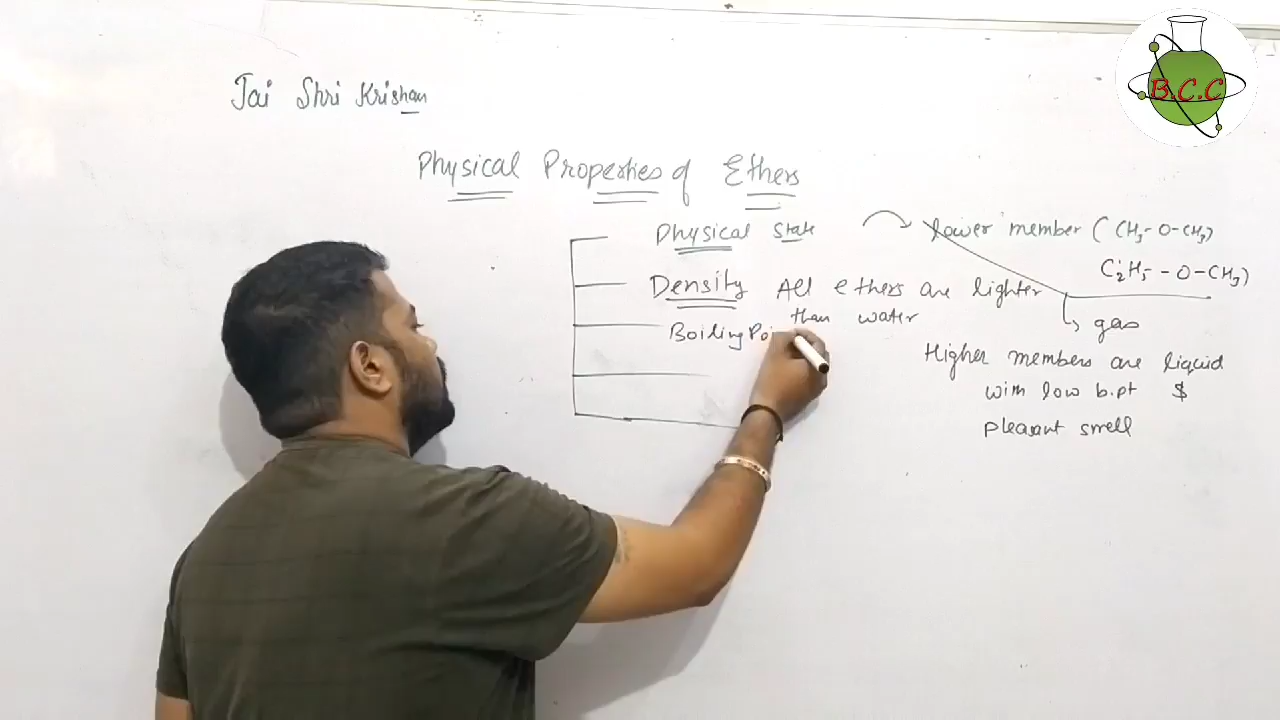 Jai Shri Krishan
B.C.C
Physical Properties of Ethers
Physical State
lower member ( CH3-O-CH3)
C2H5-O-CH3)
Density All ethers are lighter
than water
gas
Boiling Poi
Higher members are liquid
with low b.pt $
pleasant smell